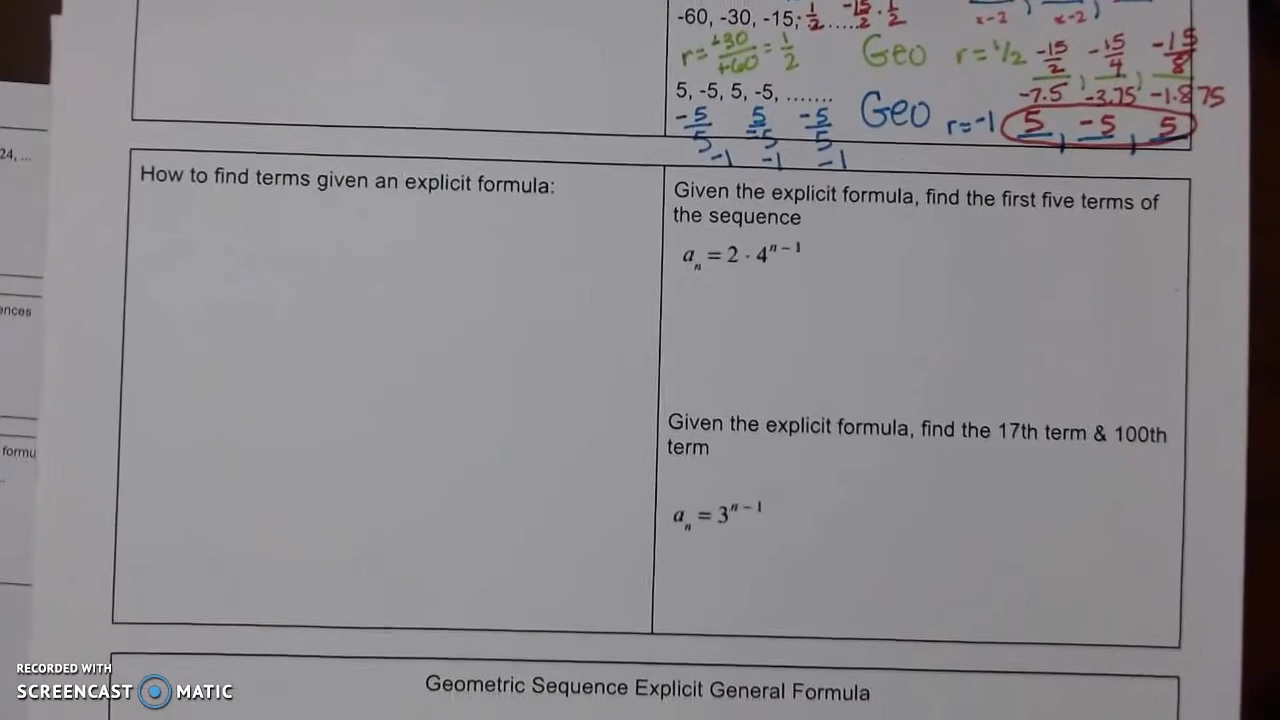 -60, -30, -15; 1/2 ..... -15/2 · 1/2
x-2 x-2
r= +30/+60 = 1/2 Geo r= 1/2 -15/2 , -15/4 , -15/8
-7.5 -3.75 -1.875
5, -5, 5, -5, .......
-5/5 5/-5 -5/5 Geo r=-1 5 , -5 , 5
-1 -1 -1
24, ...
How to find terms given an explicit formula:
Given the explicit formula, find the first five terms of
the sequence
aₙ = 2 · 4ⁿ⁻¹
ences
Given the explicit formula, find the 17th term & 100th
term
formu
aₙ = 3ⁿ⁻¹
RECORDED WITH
SCREENCAST MATIC
Geometric Sequence Explicit General Formula